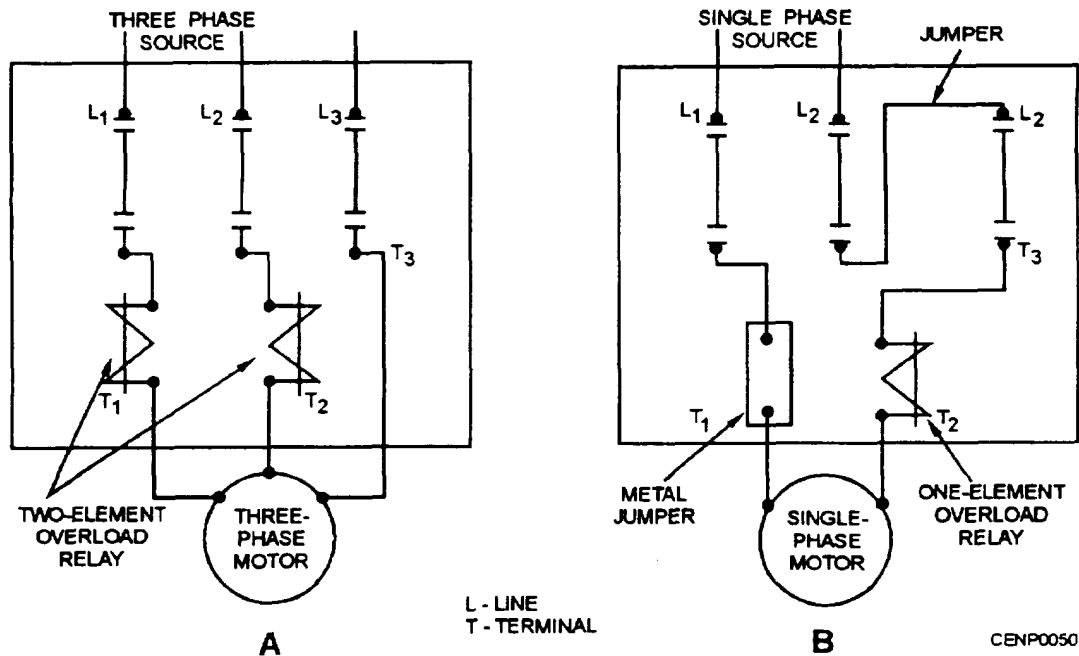 THREE PHASE
SOURCE
L1
L2
L3
T3
T1
T2
TWO-ELEMENT
OVERLOAD
RELAY
THREE-
PHASE
MOTOR
A
SINGLE PHASE
SOURCE
JUMPER
L1
L2
L2
T3
T1
T2
METAL
JUMPER
SINGLE-
PHASE
MOTOR
ONE-ELEMENT
OVERLOAD
RELAY
B
L - LINE
T - TERMINAL
CENP0050